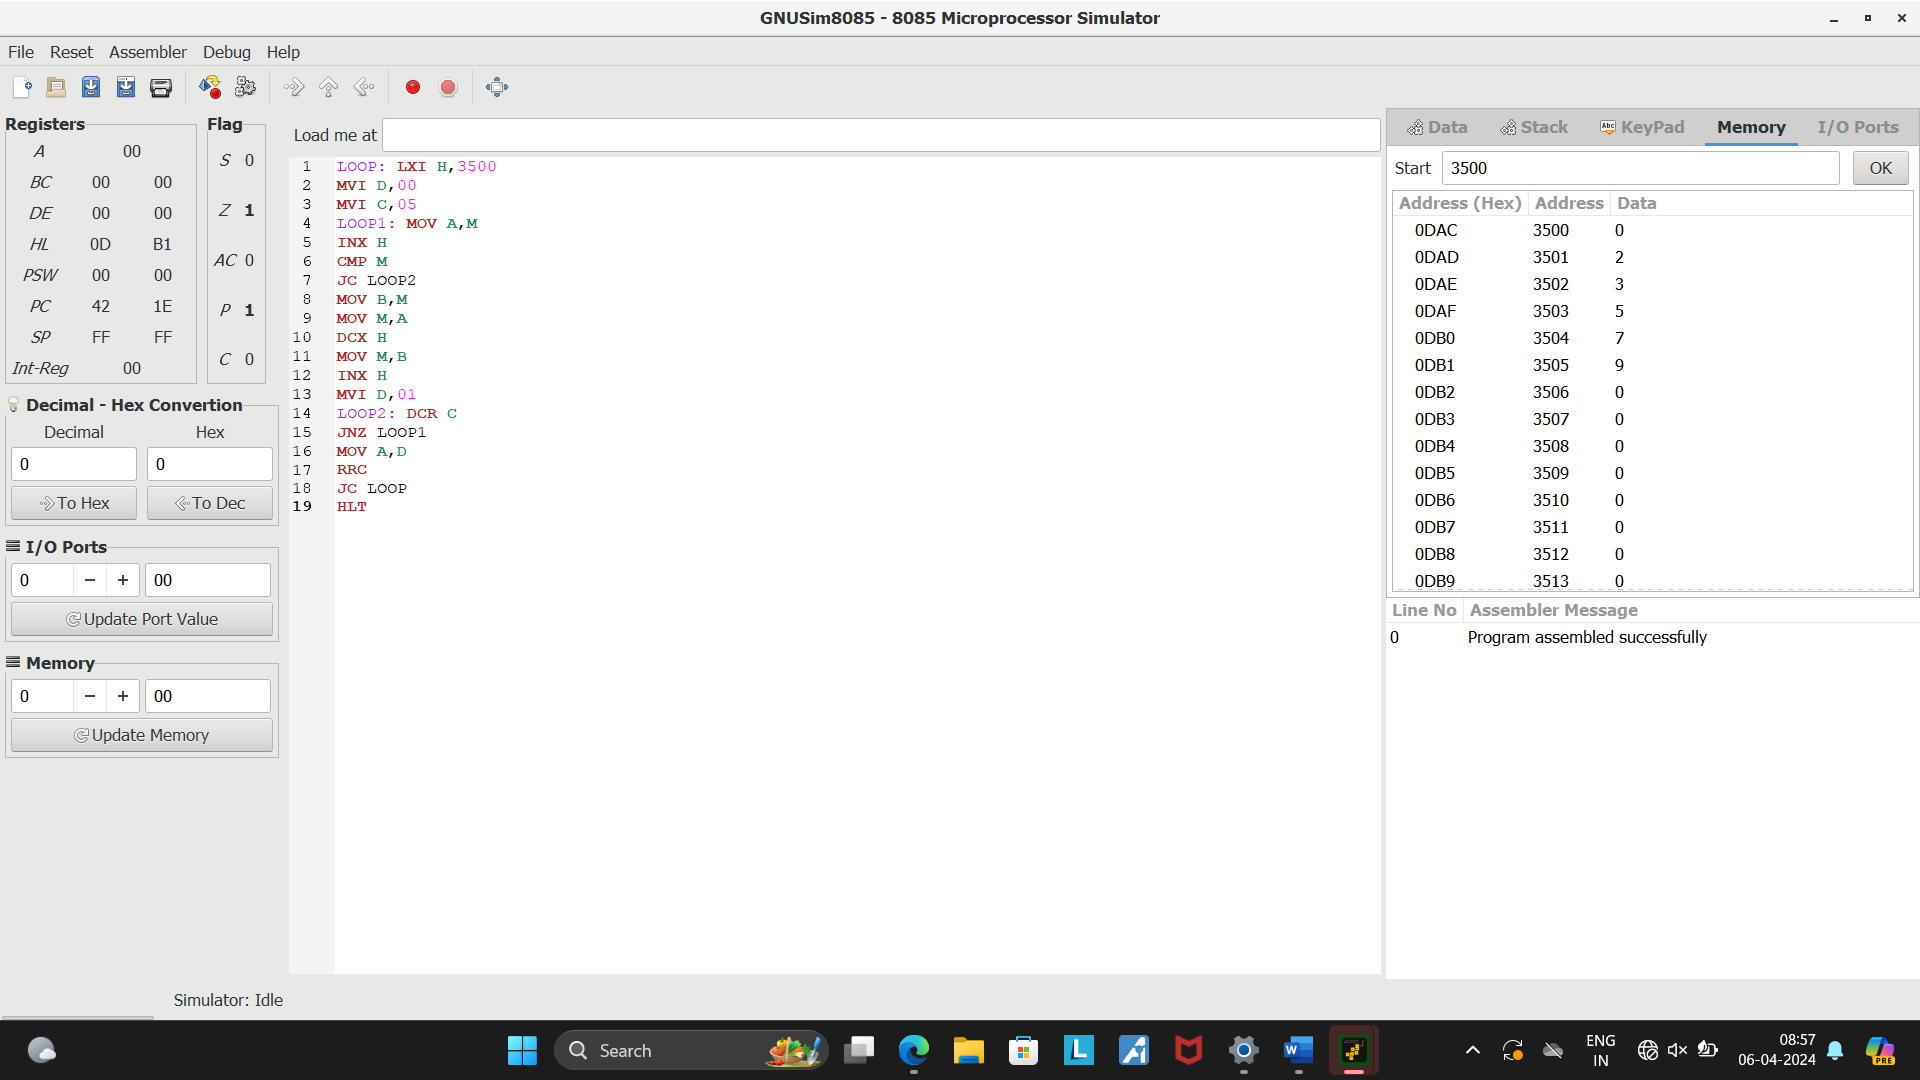 GNUSim8085 - 8085 Microprocessor Simulator
File Reset Assembler Debug Help
Registers
A 00
BC 00 00
DE 00 00
HL 0D B1
PSW 00 00
PC 42 1E
SP FF FF
Int-Reg 00
Flag
S 0
Z 1
AC 0
P 1
C 0
Decimal - Hex Convertion
Decimal Hex
0 0
To Hex To Dec
I/O Ports
0 − + 00
Update Port Value
Memory
0 − + 00
Update Memory
Load me at
1 LOOP: LXI H,3500
2 MVI D,00
3 MVI C,05
4 LOOP1: MOV A,M
5 INX H
6 CMP M
7 JC LOOP2
8 MOV B,M
9 MOV M,A
10 DCX H
11 MOV M,B
12 INX H
13 MVI D,01
14 LOOP2: DCR C
15 JNZ LOOP1
16 MOV A,D
17 RRC
18 JC LOOP
19 HLT
Data Stack Abc KeyPad Memory I/O Ports
Start 3500 OK
Address (Hex) Address Data
0DAC 3500 0
0DAD 3501 2
0DAE 3502 3
0DAF 3503 5
0DB0 3504 7
0DB1 3505 9
0DB2 3506 0
0DB3 3507 0
0DB4 3508 0
0DB5 3509 0
0DB6 3510 0
0DB7 3511 0
0DB8 3512 0
0DB9 3513 0
Line No Assembler Message
0 Program assembled successfully
Simulator: Idle
Search
L
W
PRE
ENG
IN
08:57
06-04-2024